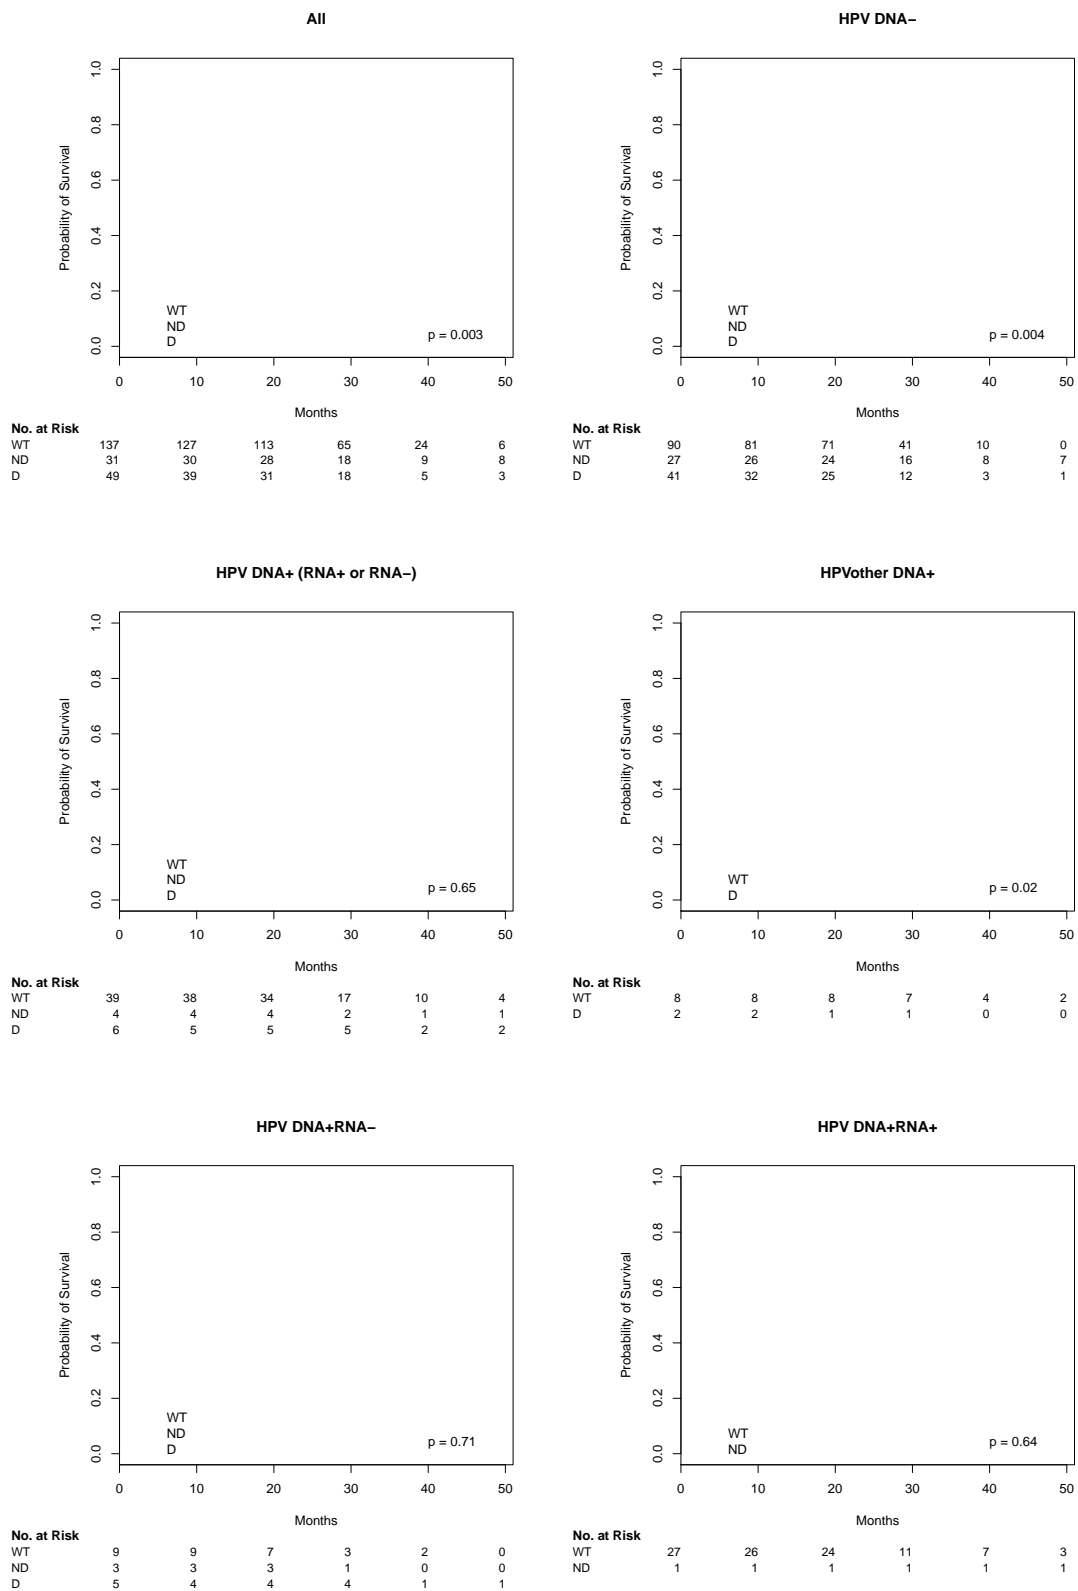 All
Probability of Survival
1.0
0.8
0.6
0.4
0.2
0.0
WT
ND
D
p = 0.003
0 10 20 30 40 50
Months
No. at Risk
WT 137 127 113 65 24 6
ND 31 30 28 18 9 8
D 49 39 31 18 5 3
HPV DNA−
Probability of Survival
1.0
0.8
0.6
0.4
0.2
0.0
WT
ND
D
p = 0.004
0 10 20 30 40 50
Months
No. at Risk
WT 90 81 71 41 10 0
ND 27 26 24 16 8 7
D 41 32 25 12 3 1
HPV DNA+ (RNA+ or RNA−)
Probability of Survival
1.0
0.8
0.6
0.4
0.2
0.0
WT
ND
D
p = 0.65
0 10 20 30 40 50
Months
No. at Risk
WT 39 38 34 17 10 4
ND 4 4 4 2 1 1
D 6 5 5 5 2 2
HPVother DNA+
Probability of Survival
1.0
0.8
0.6
0.4
0.2
0.0
WT
D
p = 0.02
0 10 20 30 40 50
Months
No. at Risk
WT 8 8 8 7 4 2
D 2 2 1 1 0 0
HPV DNA+RNA−
Probability of Survival
1.0
0.8
0.6
0.4
0.2
0.0
WT
ND
D
p = 0.71
0 10 20 30 40 50
Months
No. at Risk
WT 9 9 7 3 2 0
ND 3 3 3 1 0 0
D 5 4 4 4 1 1
HPV DNA+RNA+
Probability of Survival
1.0
0.8
0.6
0.4
0.2
0.0
WT
ND
p = 0.64
0 10 20 30 40 50
Months
No. at Risk
WT 27 26 24 11 7 3
ND 1 1 1 1 1 1